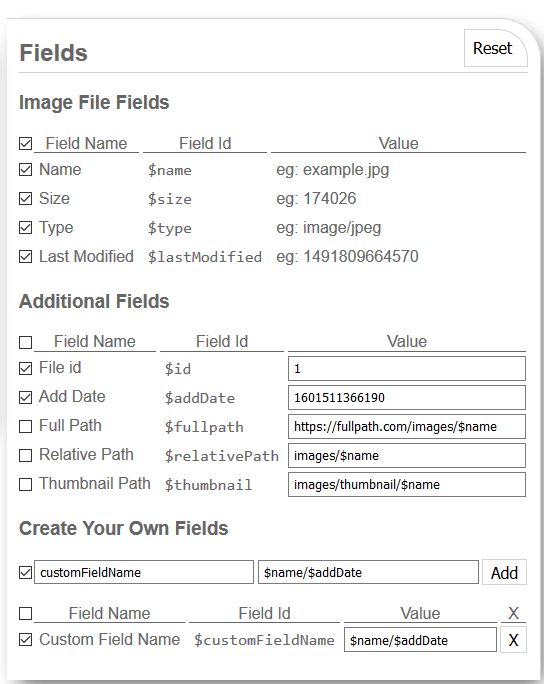 Fields
Reset
Image File Fields
Field Name Field Id Value
Name $name eg: example.jpg
Size $size eg: 174026
Type $type eg: image/jpeg
Last Modified $lastModified eg: 1491809664570
Additional Fields
Field Name Field Id Value
File id $id 1
Add Date $addDate 1601511366190
Full Path $fullpath https://fullpath.com/images/$name
Relative Path $relativePath images/$name
Thumbnail Path $thumbnail images/thumbnail/$name
Create Your Own Fields
customFieldName $name/$addDate Add
Field Name Field Id Value X
Custom Field Name $customFieldName $name/$addDate X